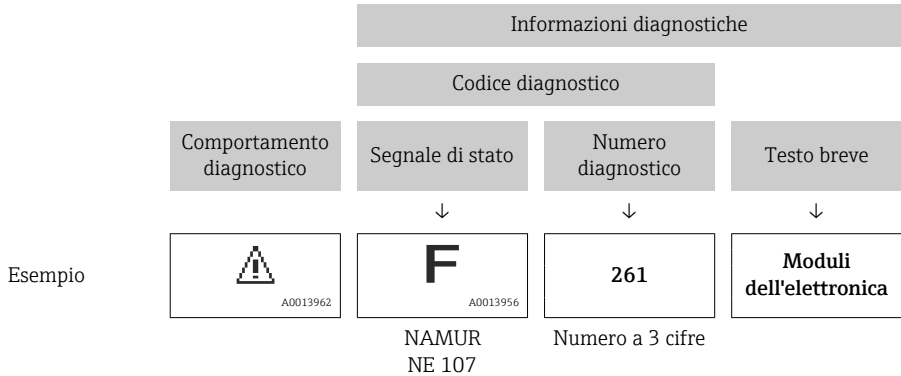 Informazioni diagnostiche
Codice diagnostico
Comportamento
diagnostico
Segnale di stato
Numero
diagnostico
Testo breve
↓ ↓ ↓
Esempio
A0013962
F
A0013956
261
Moduli
dell'elettronica
NAMUR
NE 107
Numero a 3 cifre